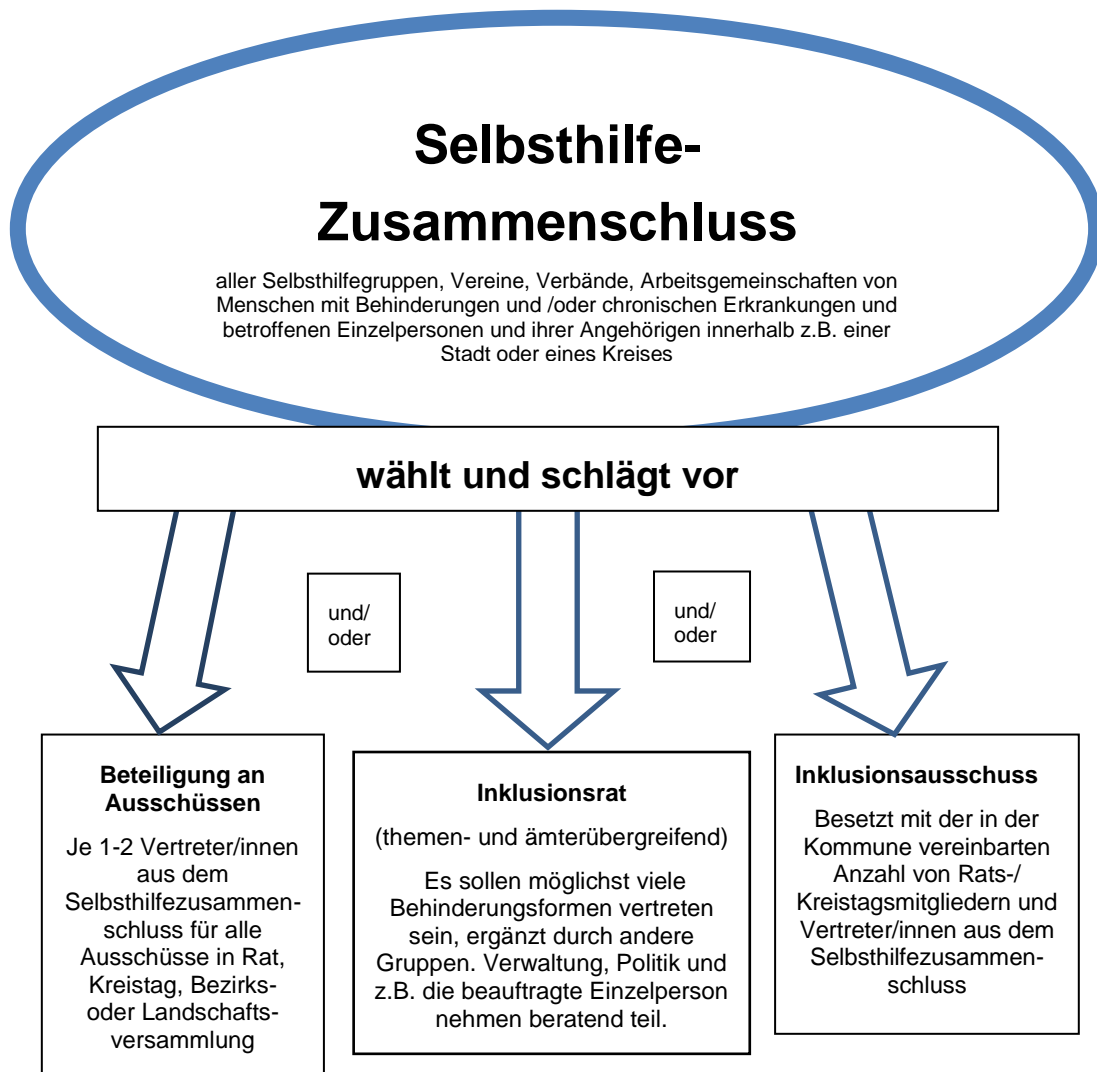 Selbsthilfe-
Zusammenschluss
aller Selbsthilfegruppen, Vereine, Verbände, Arbeitsgemeinschaften von
Menschen mit Behinderungen und /oder chronischen Erkrankungen und
betroffenen Einzelpersonen und ihrer Angehörigen innerhalb z.B. einer
Stadt oder eines Kreises
wählt und schlägt vor
und/
oder
und/
oder
Beteiligung an
Ausschüssen
Je 1-2 Vertreter/innen
aus dem
Selbsthilfezusammen-
schluss für alle
Ausschüsse in Rat,
Kreistag, Bezirks-
oder Landschafts-
versammlung
Inklusionsrat
(themen- und ämterübergreifend)
Es sollen möglichst viele
Behinderungsformen vertreten
sein, ergänzt durch andere
Gruppen. Verwaltung, Politik und
z.B. die beauftragte Einzelperson
nehmen beratend teil.
Inklusionsausschuss
Besetzt mit der in der
Kommune vereinbarten
Anzahl von Rats-/
Kreistagsmitgliedern und
Vertreter/innen aus dem
Selbsthilfezusammen-
schluss